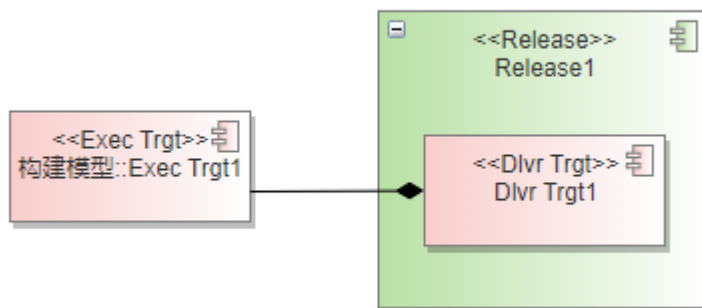 <<Release>>
Release1
<<Exec Trgt>>
构建模型::Exec Trgt1
<<Dlvr Trgt>>
Dlvr Trgt1